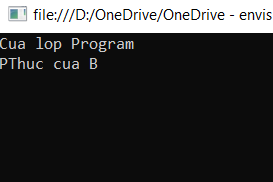 file:///D:/OneDrive/OneDrive - envis
Cua lop Program
PThuc cua B